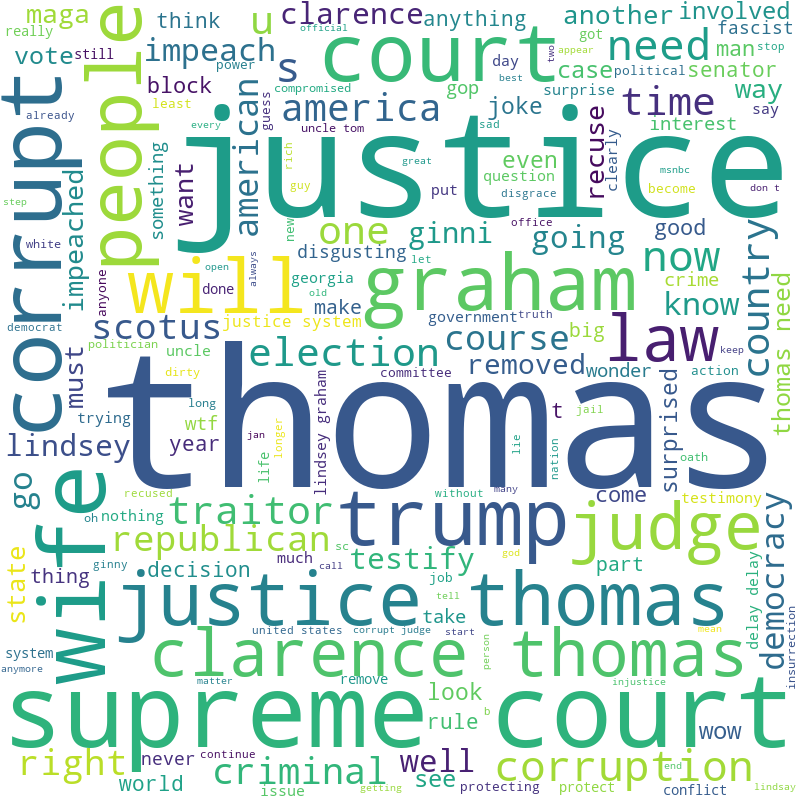 maga
think
u
clarence
anything
another
involved
really
official
got
stop
fascist
vote
still
impeach
s
court
need
man
power
day
two
appear
case
political
senator
block
compromised
gop
best
surprise
way
people
least
guess
america
joke
time
say
corrupt
already
american
every
uncle tom
sad
justice
recuse
interest
clearly
impeached
something
want
rich
great
even
question
msnbc
step
guy
put
disgrace
become
don t
white
new
one
ginni
office
going
good
country
anyone
disgusting
let
now
democrat
will
open
always
georgia
graham
crime
done
old
make
know
scotus
justice system
government
truth
law
politician
uncle
election
course
big
keep
must
dirty
committee
removed
wonder
action
thomas need
trying
long
thomas
surprised
jail
lindsey
wtf
year
jan
longer
lindsey graham
t
lie
nation
oath
go
life
recused
without
many
come
testimony
wife
oh
nothing
traitor
trump
judge
democracy
republican
sc
god
state
thing
decision
much
call
testify
part
delay delay
ginny
job
tell
justice thomas
take
system
united states
corrupt judge
start
mean
insurrection
anymore
clarence thomas
person
matter
remove
look
injustice
supreme court
rule
b
wow
right
never
continue
well
corruption
end
conflict
world
criminal
issue
getting
see
protecting
protect
lindsay